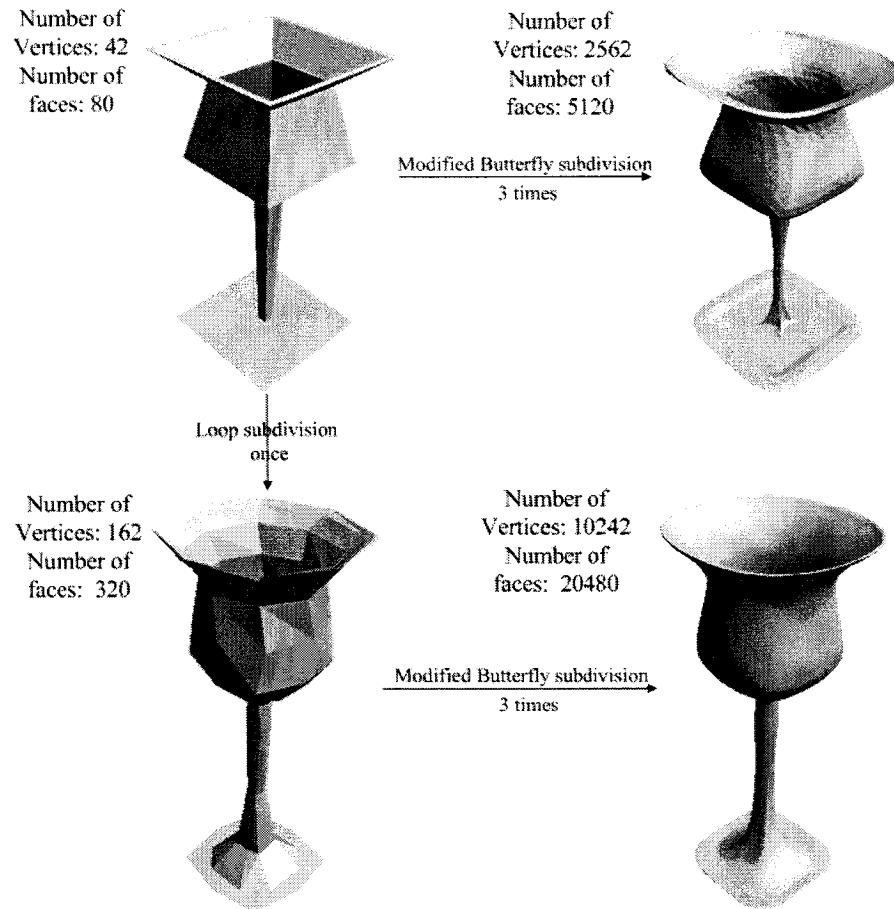 Number of
Vertices: 42
Number of
faces: 80
Number of
Vertices: 2562
Number of
faces: 5120
Modified Butterfly subdivision
3 times
Loop subdivision
once
Number of
Vertices: 162
Number of
faces: 320
Number of
Vertices: 10242
Number of
faces: 20480
Modified Butterfly subdivision
3 times